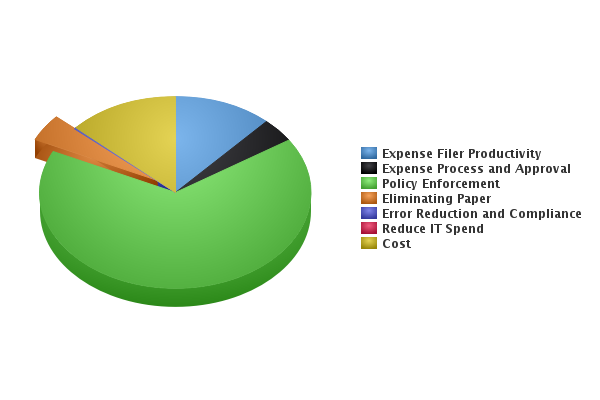 Expense Filer Productivity
Expense Process and Approval
Policy Enforcement
Eliminating Paper
Error Reduction and Compliance
Reduce IT Spend
Cost